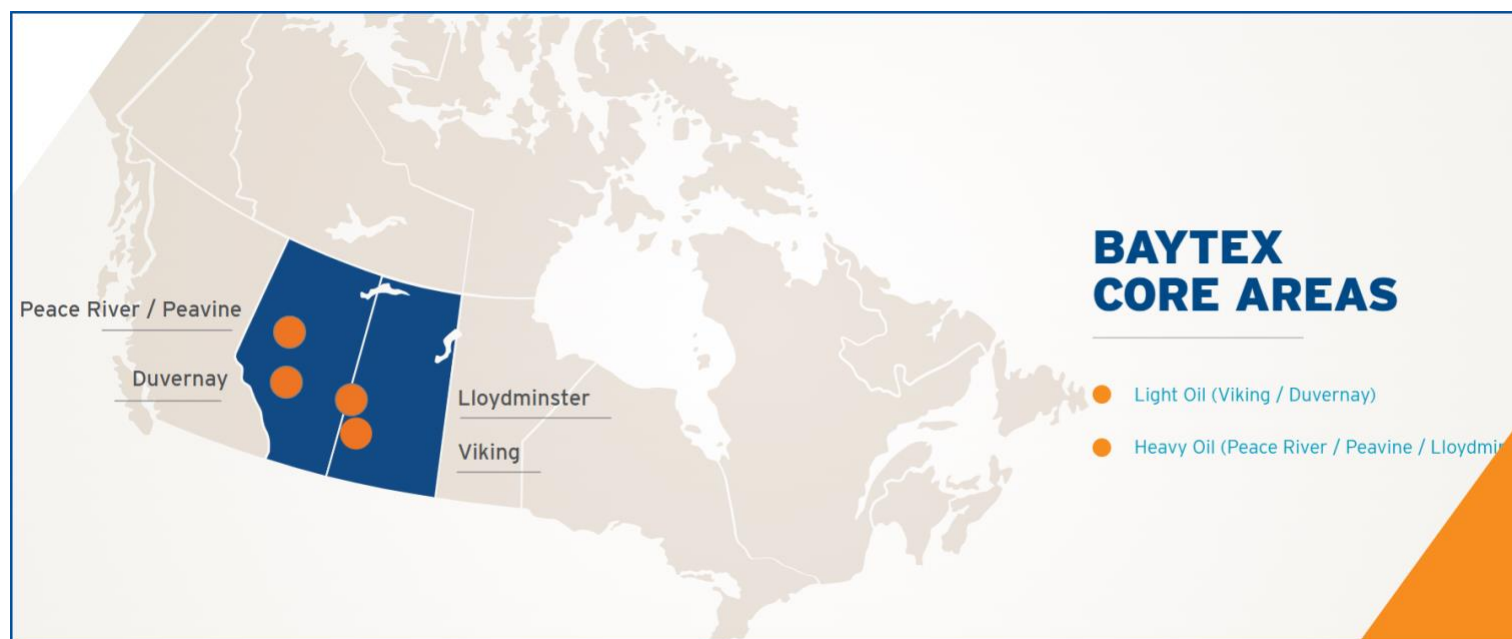 BAYTEX
CORE AREAS
Peace River / Peavine
Duvernay
Lloydminster
Viking
Light Oil (Viking / Duvernay)
Heavy Oil (Peace River / Peavine /